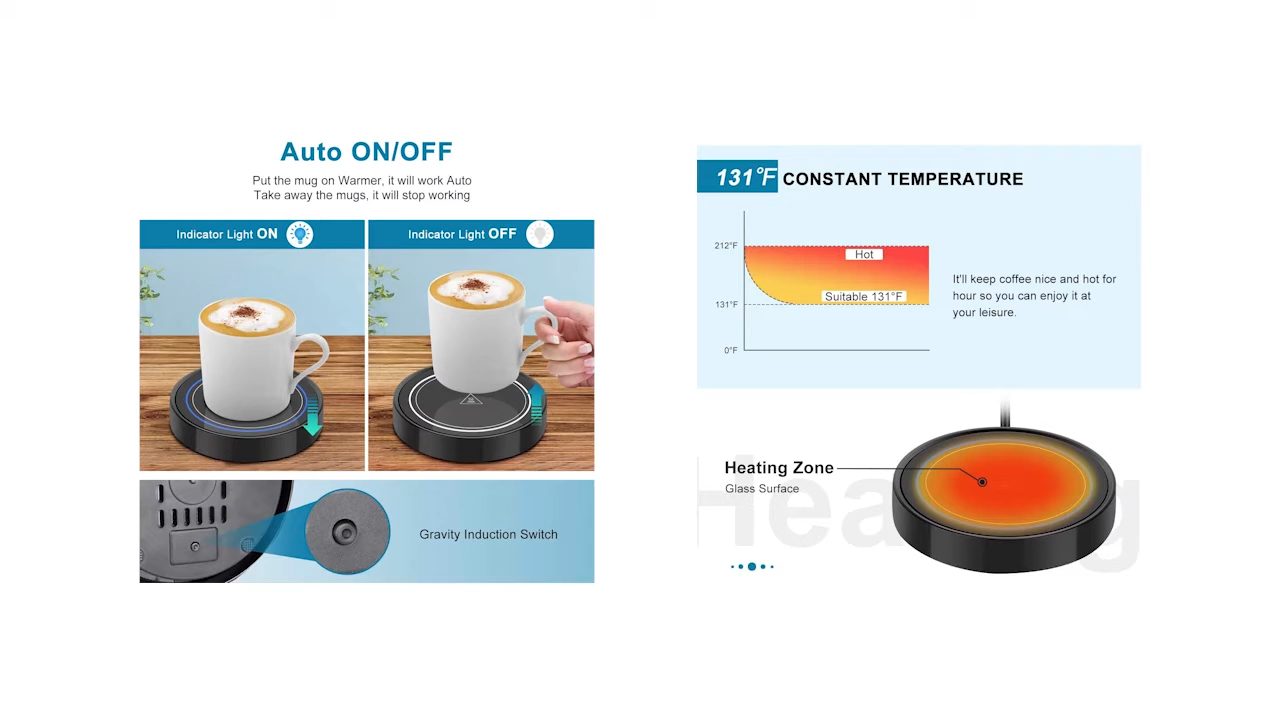 Auto ON/OFF
Put the mug on Warmer, it will work Auto
Take away the mugs, it will stop working
Indicator Light ON
Indicator Light OFF
Gravity Induction Switch
131°F CONSTANT TEMPERATURE
212°F
Hot
Suitable 131°F
131°F
0°F
It'll keep coffee nice and hot for
hour so you can enjoy it at
your leisure.
Heating Zone
Glass Surface
Heating